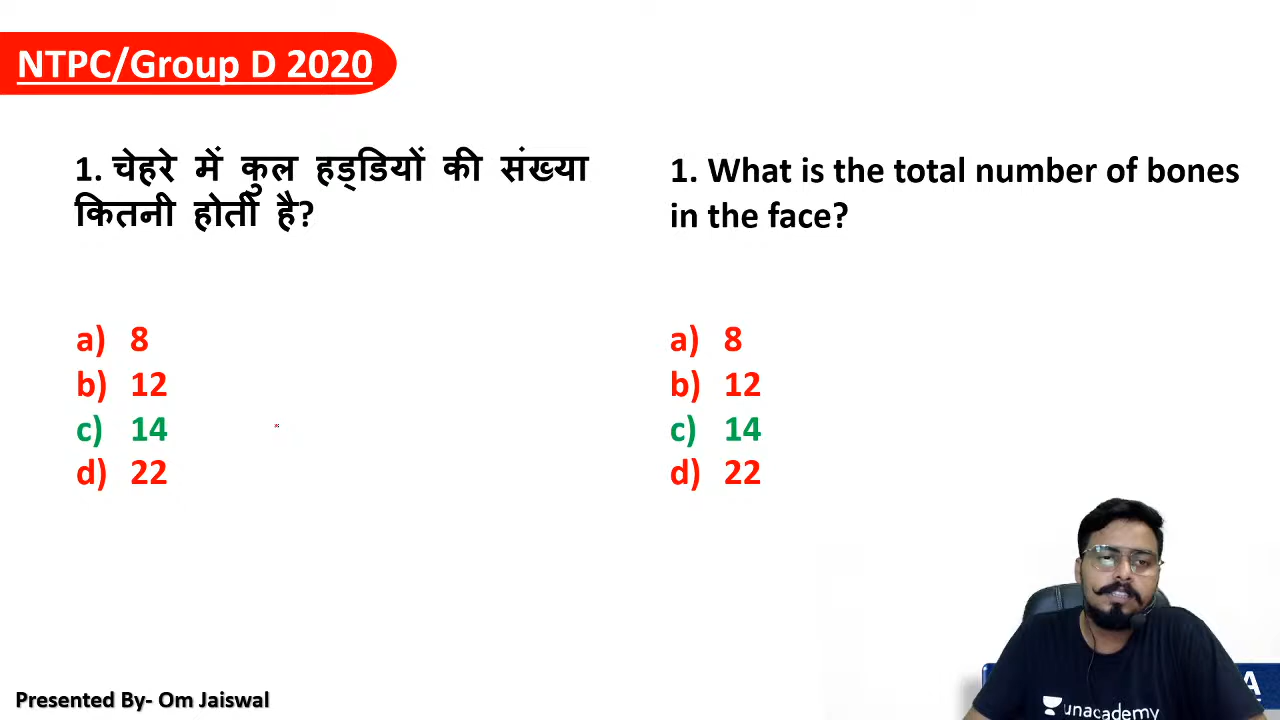 NTPC/Group D 2020
1. चेहरे में कुल हड्डियों की संख्या
कितनी होती है?
a) 8
b) 12
c) 14
d) 22
1. What is the total number of bones
in the face?
a) 8
b) 12
c) 14
d) 22
unacademy
A
Presented By- Om Jaiswal